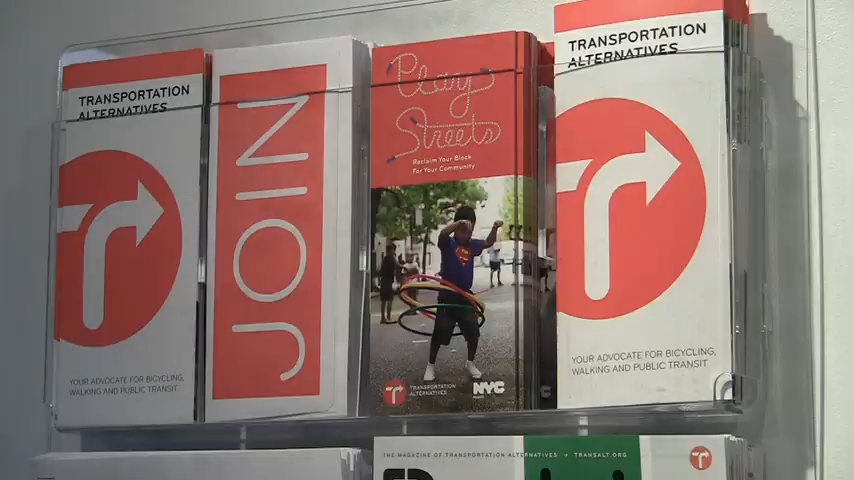 TRANSPORTATION
ALTERNATIVES
YOUR ADVOCATE FOR BICYCLING,
WALKING AND PUBLIC TRANSIT
JOIN
Play
Streets
Reclaim Your Block
For Your Community
TRANSPORTATION
ALTERNATIVES
NYC
TRANSPORTATION
ALTERNATIVES
YOUR ADVOCATE FOR BICYCLING,
WALKING AND PUBLIC TRANSIT
THE MAGAZINE OF TRANSPORTATION ALTERNATIVES → TRANSALT.ORG